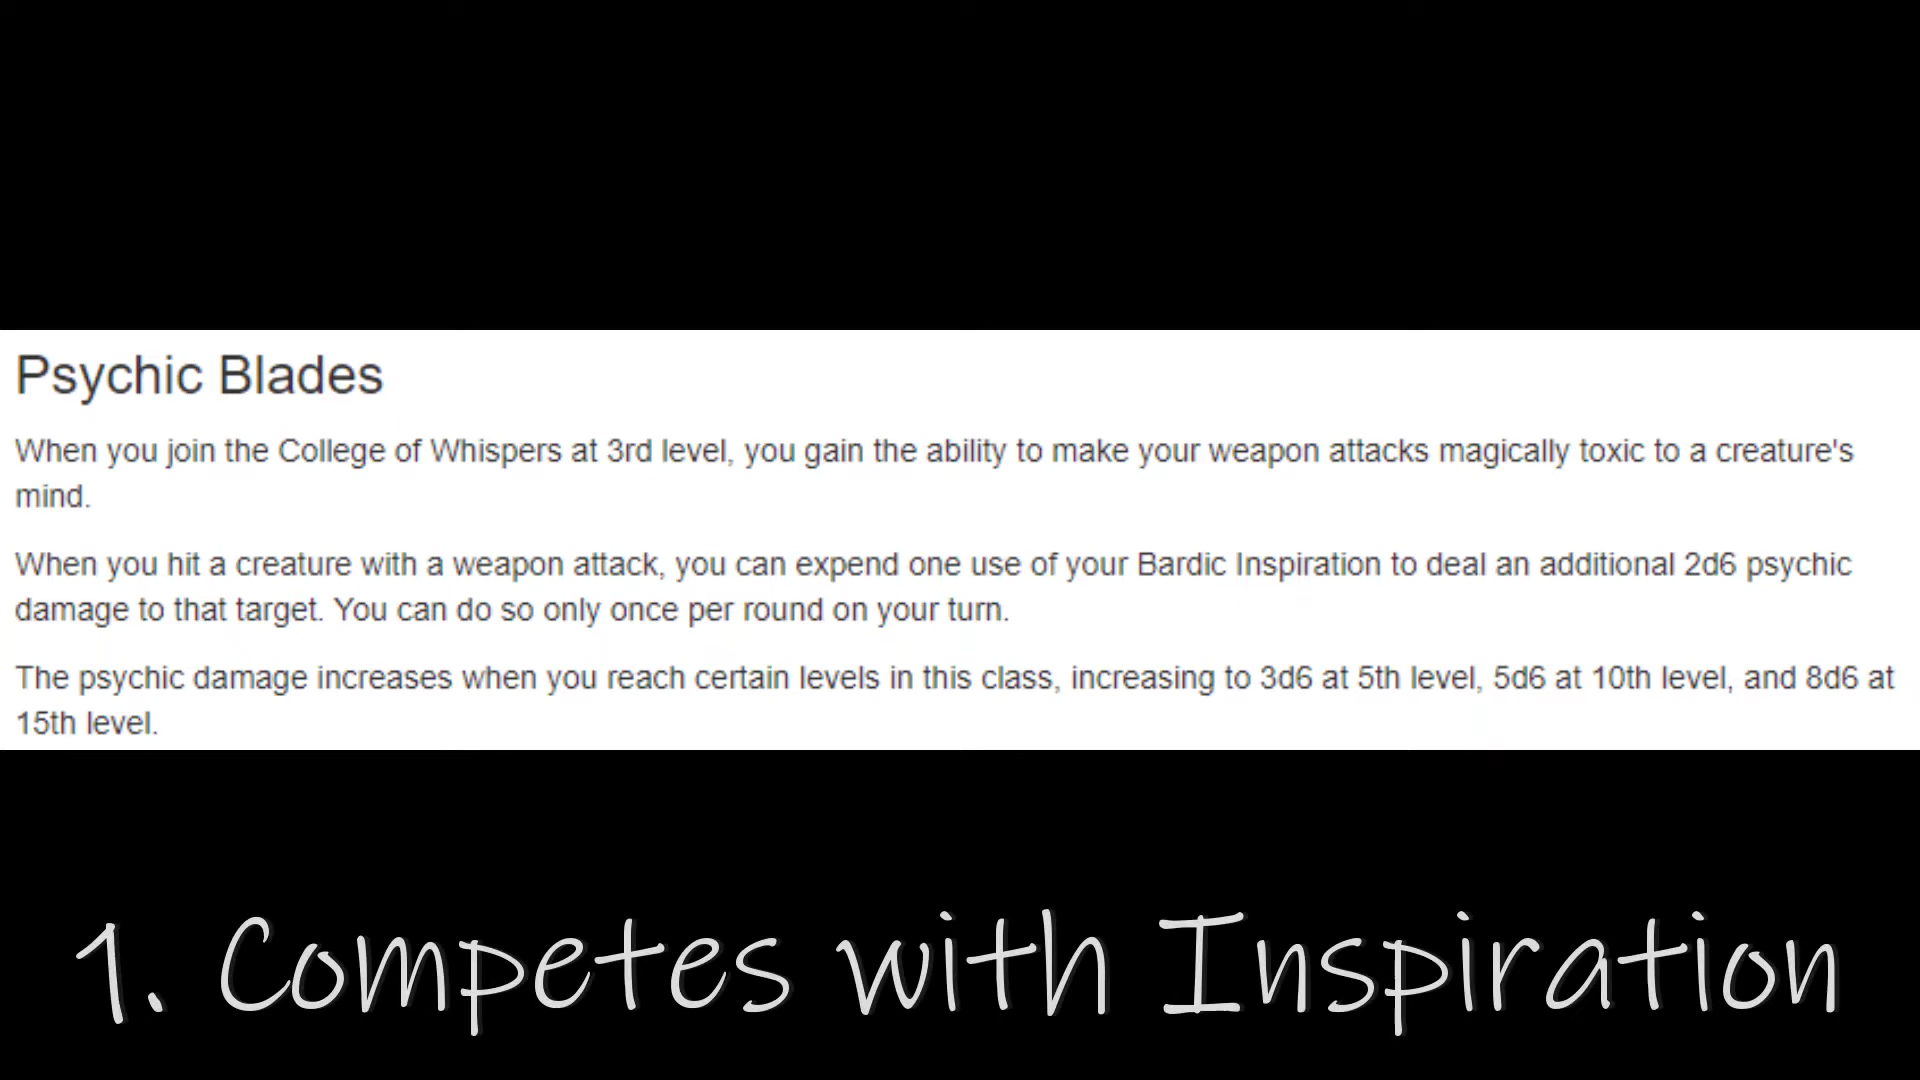 Psychic Blades
When you join the College of Whispers at 3rd level, you gain the ability to make your weapon attacks magically toxic to a creature's
mind.
When you hit a creature with a weapon attack, you can expend one use of your Bardic Inspiration to deal an additional 2d6 psychic
damage to that target. You can do so only once per round on your turn.
The psychic damage increases when you reach certain levels in this class, increasing to 3d6 at 5th level, 5d6 at 10th level, and 8d6 at
15th level.
1. Competes with Inspiration